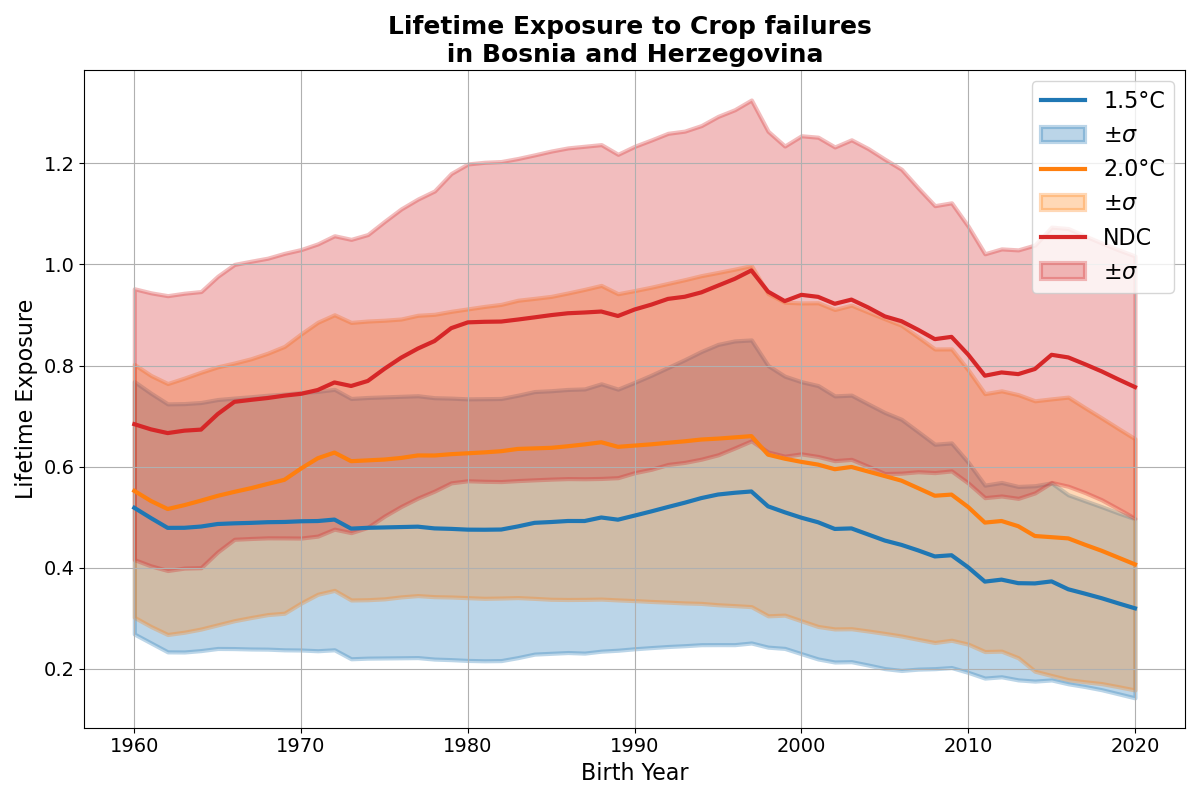 Lifetime Exposure to Crop failures
in Bosnia and Herzegovina
Lifetime Exposure
1.2
1.0
0.8
0.6
0.4
0.2
1.5°C
±σ
2.0°C
±σ
NDC
±σ
1960
1970
1980
1990
2000
2010
2020
Birth Year